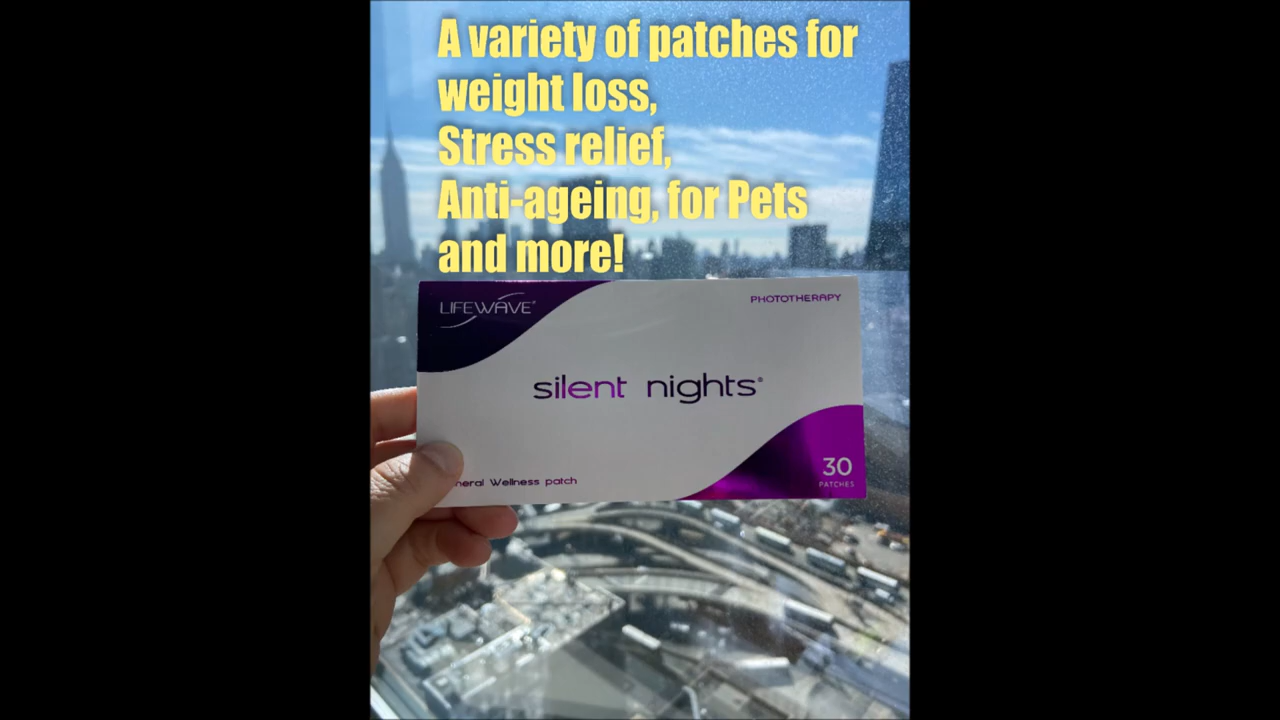 A variety of patches for
weight loss,
Stress relief,
Anti-ageing, for Pets
and more!
LIFEWAVE®
PHOTOTHERAPY
silent nights®
Wellness patch
30
PATCHES